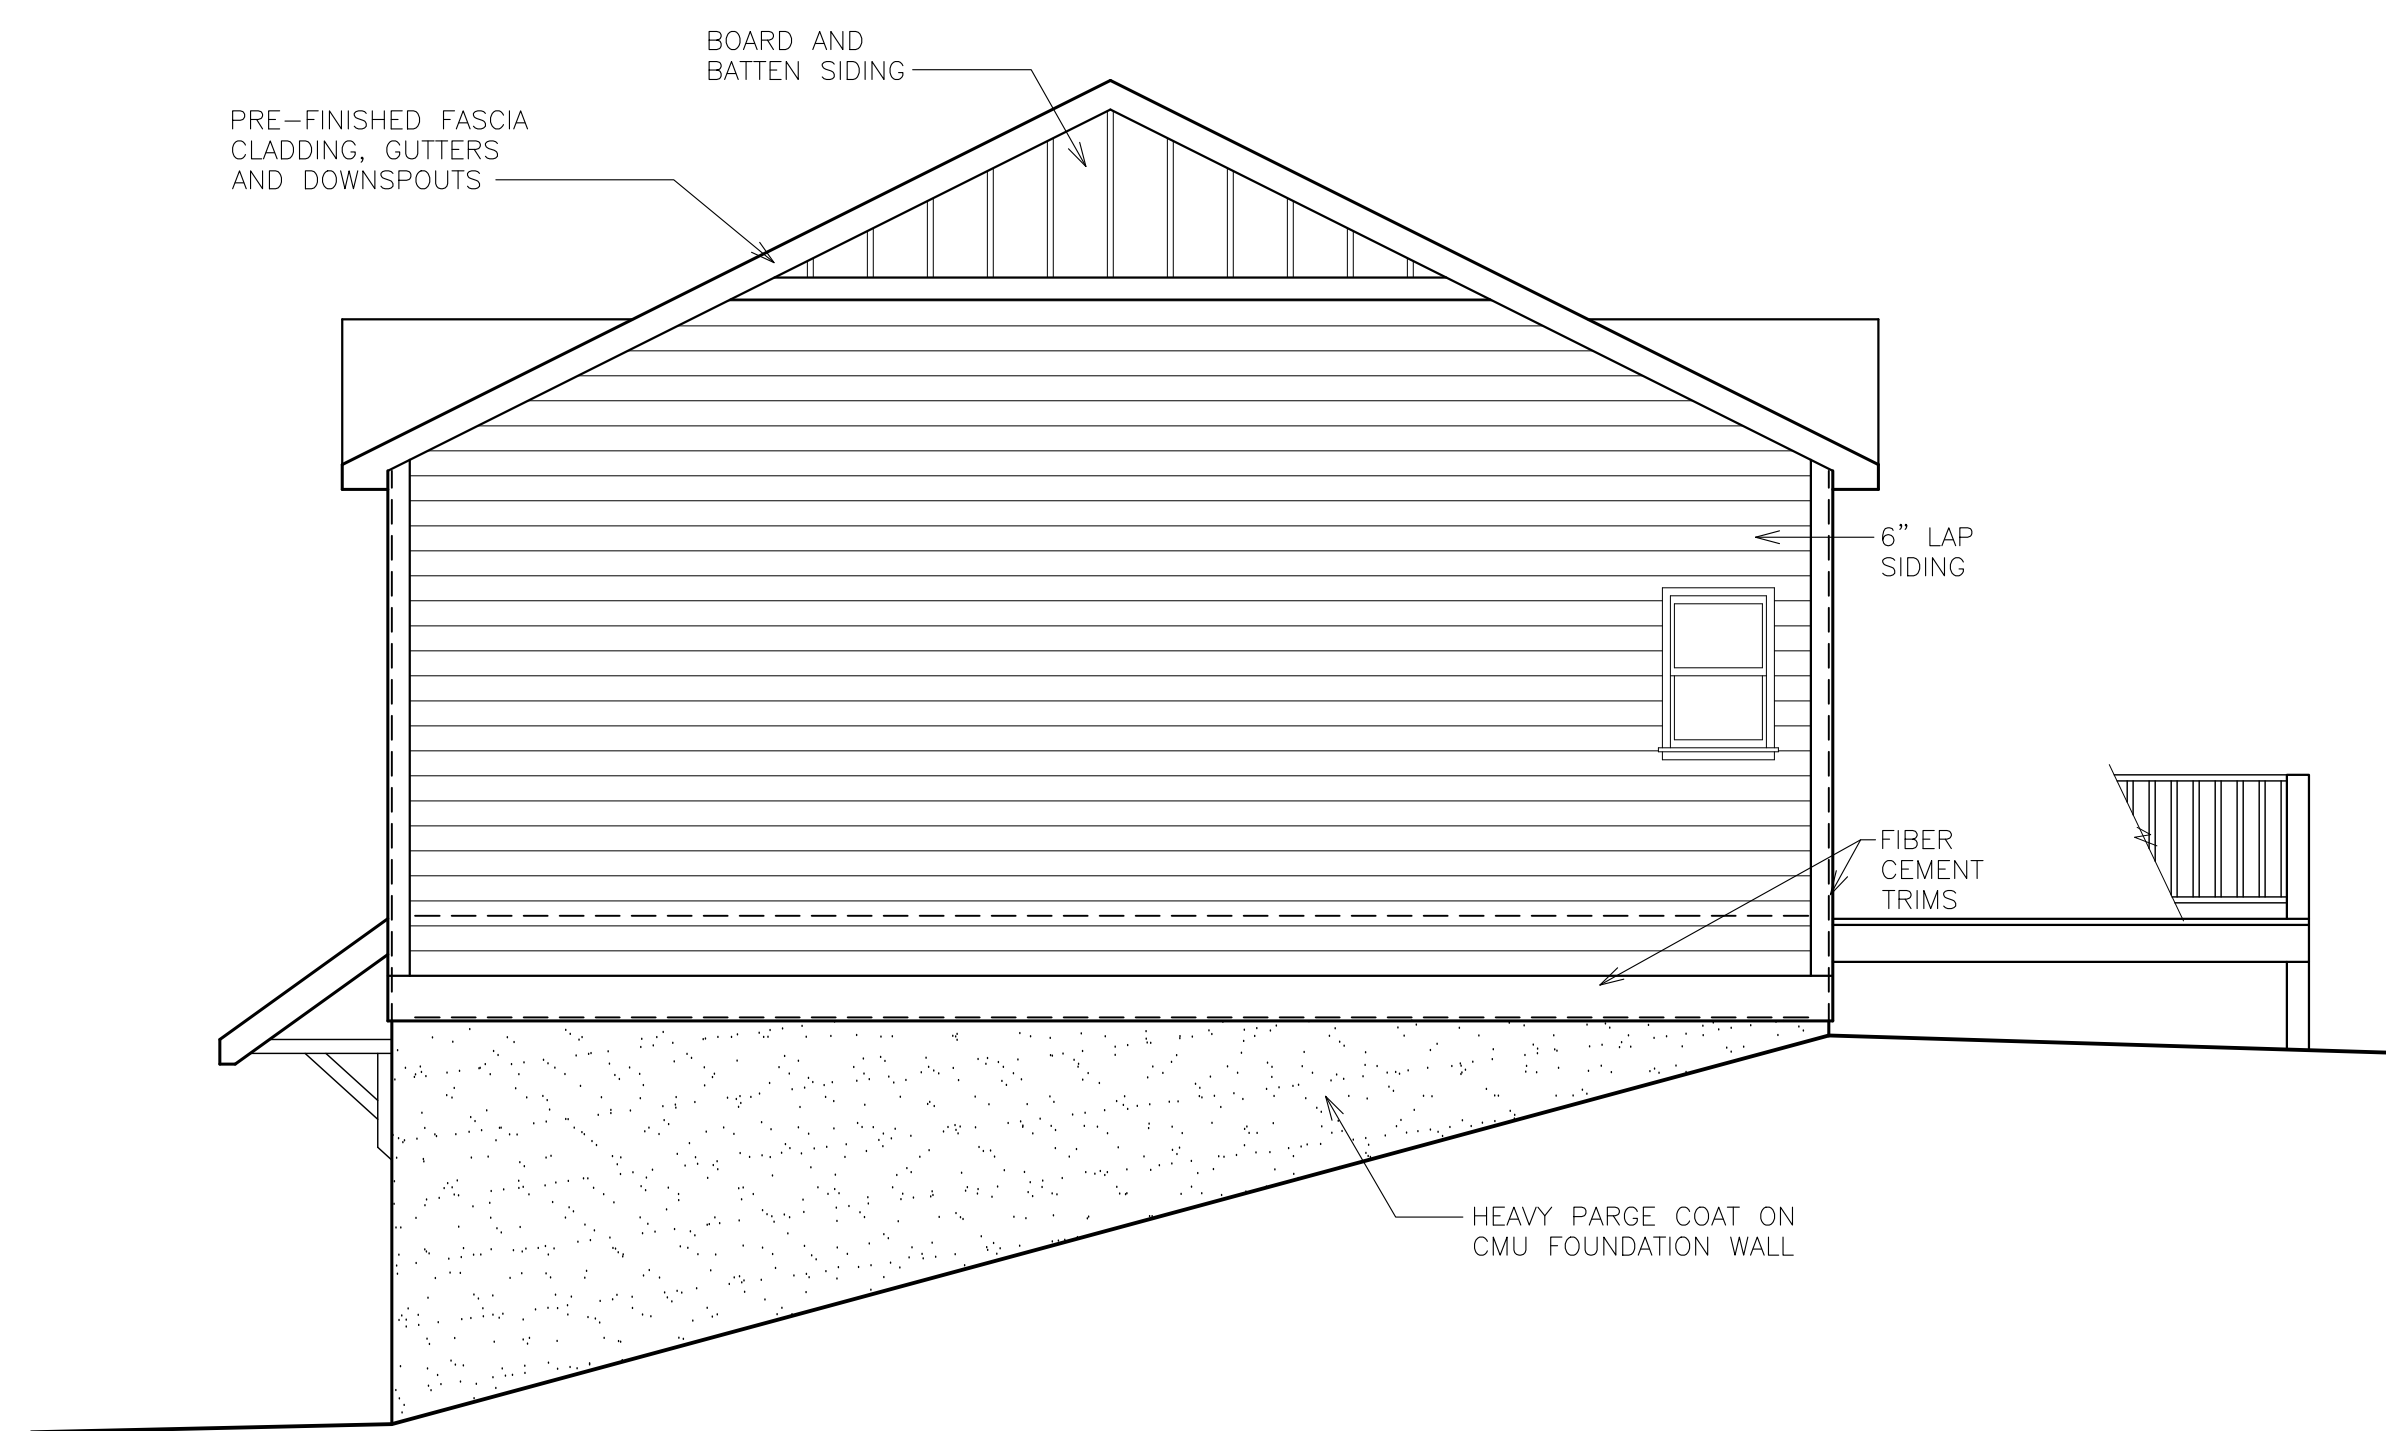 BOARD AND
BATTEN SIDING
PRE-FINISHED FASCIA
CLADDING, GUTTERS
AND DOWNSPOUTS
6" LAP
SIDING
FIBER
CEMENT
TRIMS
HEAVY PARGE COAT ON
CMU FOUNDATION WALL